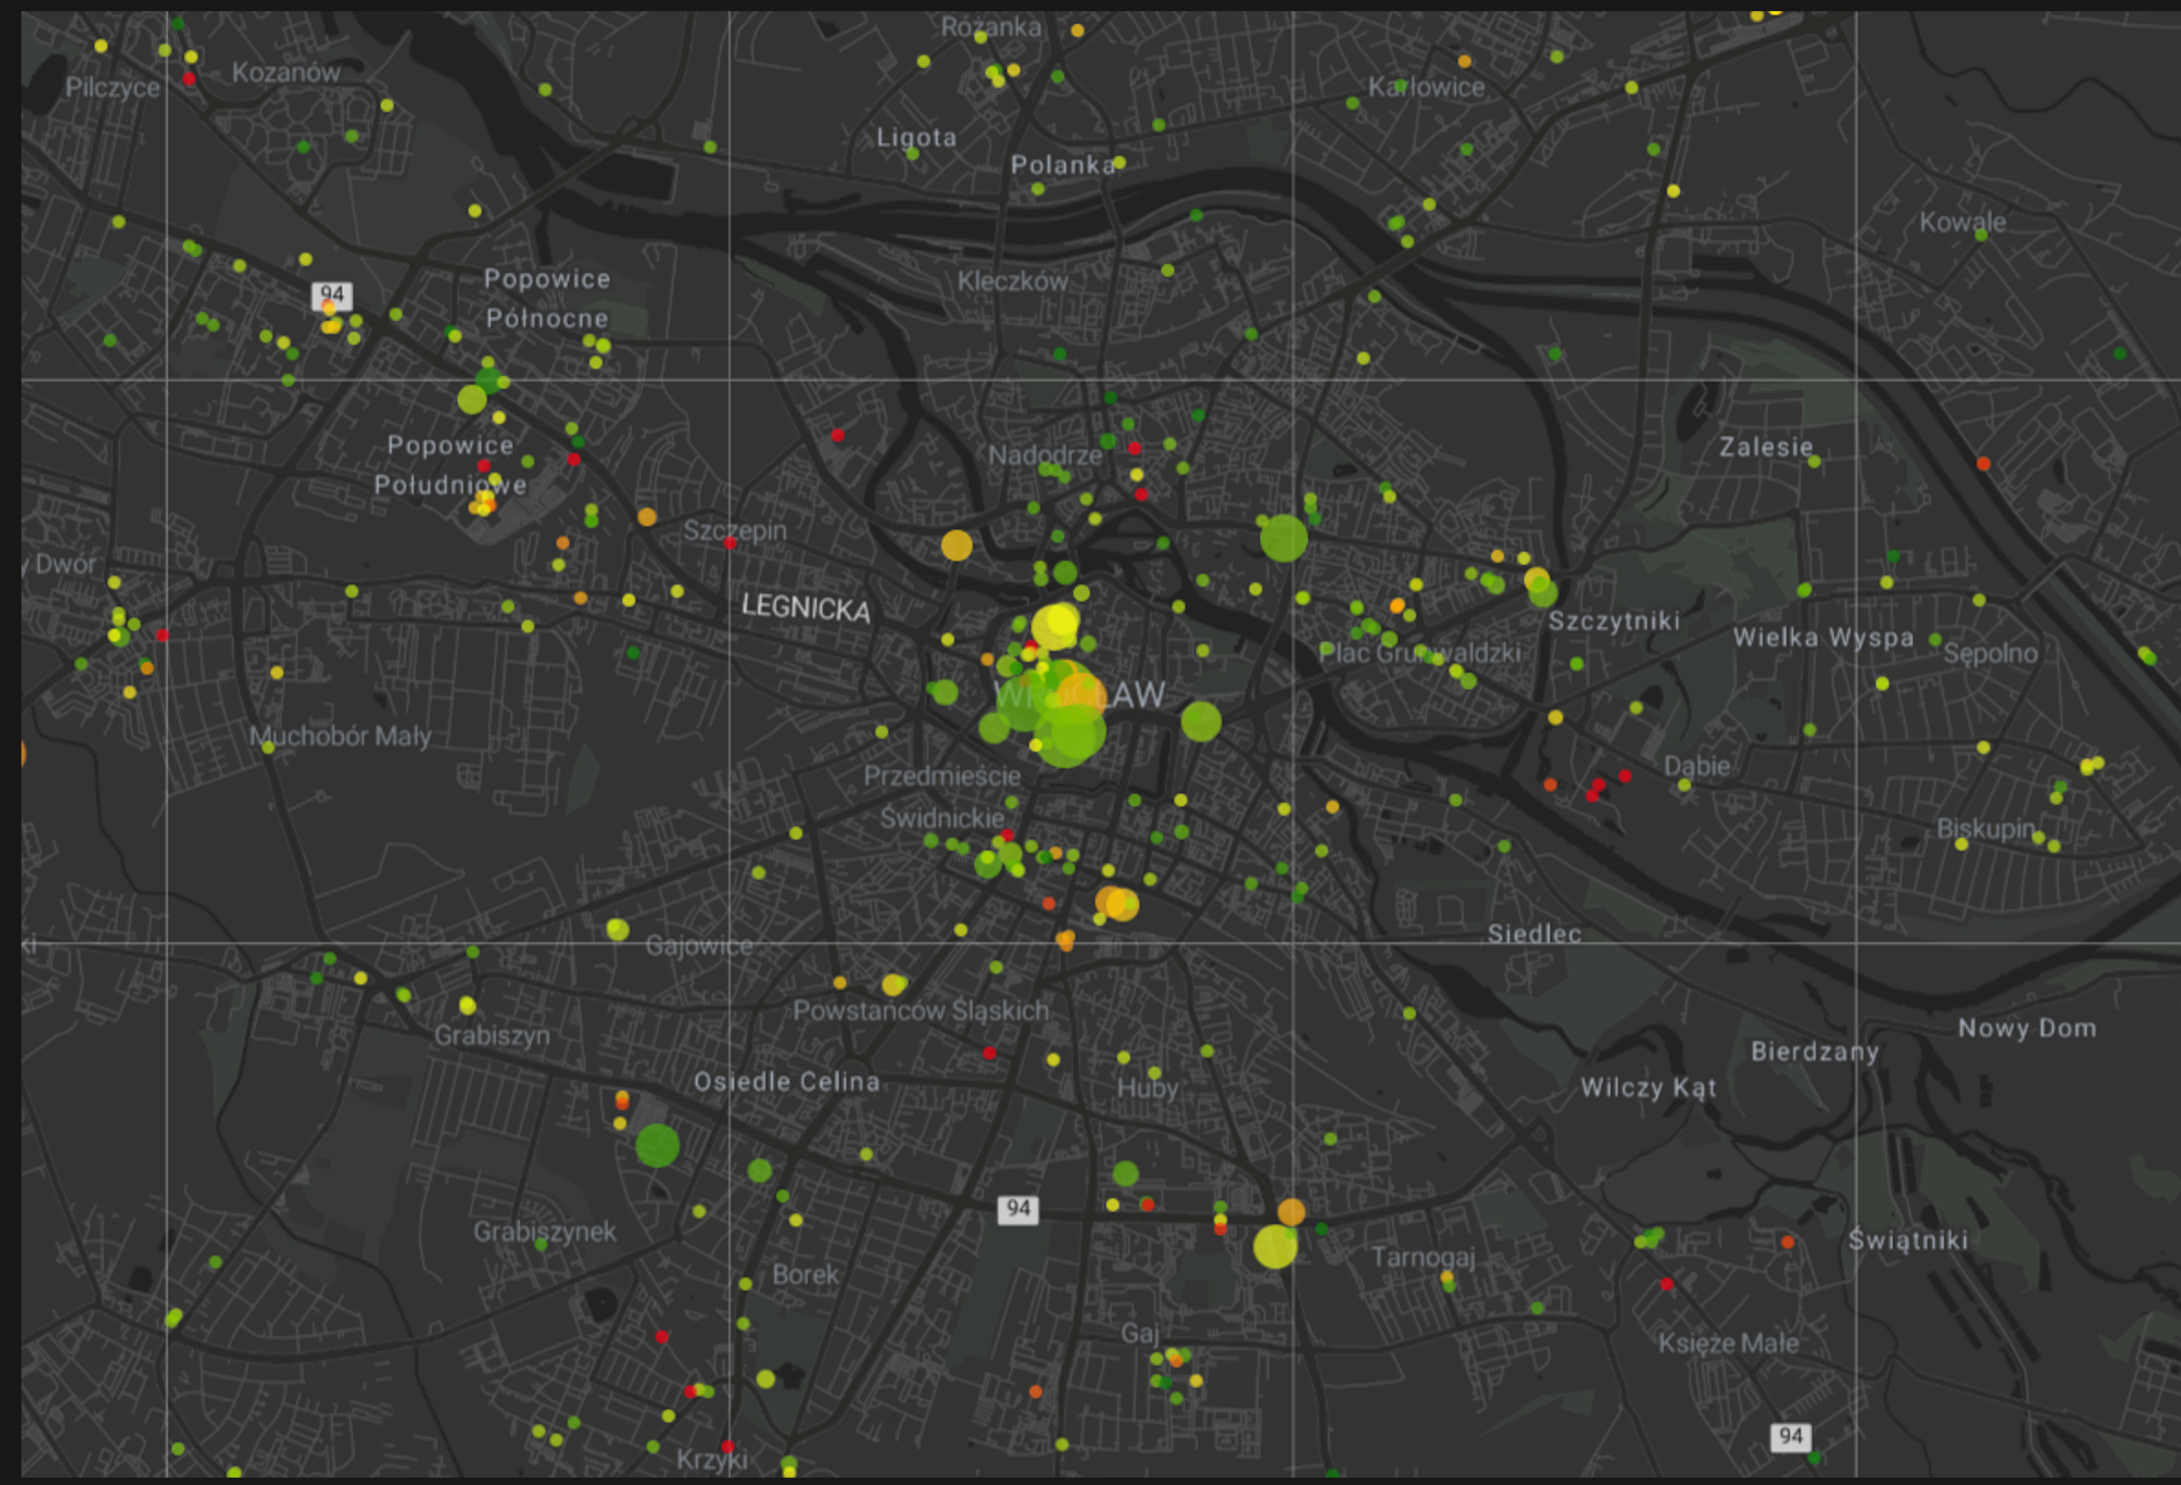 Różanka
Pilczyce
Kozanów
Karłowice
Ligota
Polanka
Kowale
Popowice
Północne
94
Kleczków
Popowice
Południowe
Nadodrze
Zalesie
Szczepin
y Dwór
LEGNICKA
Szczytniki
Wielka Wyspa
Sępolno
Plac Grunwaldzki
WROCŁAW
Muchobór Mały
Przedmieście
Świdnickie
Dąbie
Biskupin
ki
Gajowice
Siedlec
Powstańców Śląskich
Grabiszyn
Nowy Dom
Bierdzany
Osiedle Celina
Huby
Wilczy Kąt
94
Grabiszynek
Świątniki
Tarnogaj
Borek
Gaj
Księże Małe
94
Krzyki